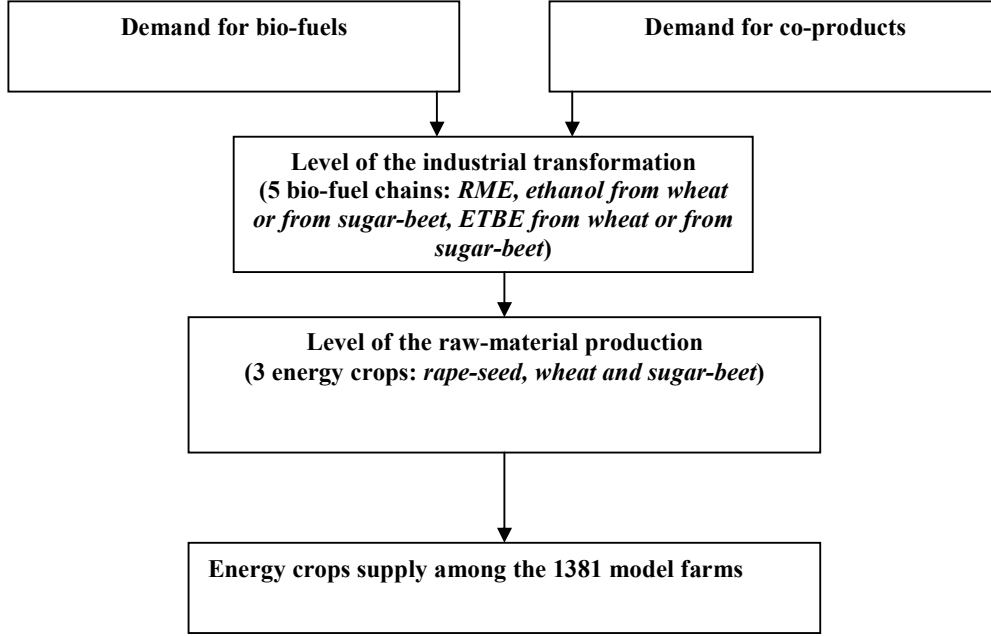 Demand for bio-fuels
Demand for co-products
Level of the industrial transformation
(5 bio-fuel chains: RME, ethanol from wheat
or from sugar-beet, ETBE from wheat or from
sugar-beet)
Level of the raw-material production
(3 energy crops: rape-seed, wheat and sugar-beet)
Energy crops supply among the 1381 model farms